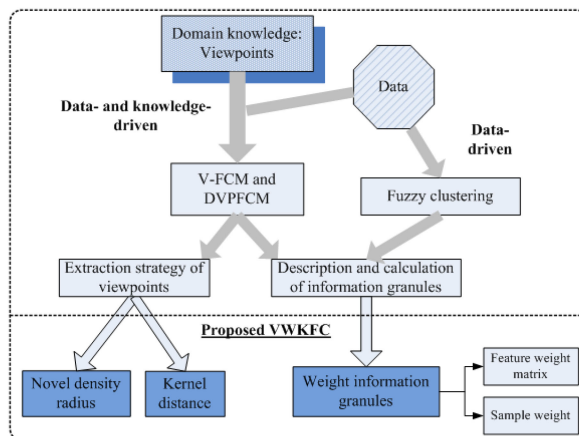 Domain knowledge:
Viewpoints
Data
Data- and knowledge-
driven
Data-
driven
V-FCM and
DVPFCM
Fuzzy clustering
Extraction strategy of
viewpoints
Description and calculation
of information granules
Proposed VWKFC
Novel density
radius
Kernel
distance
Weight information
granules
Feature weight
matrix
Sample weight